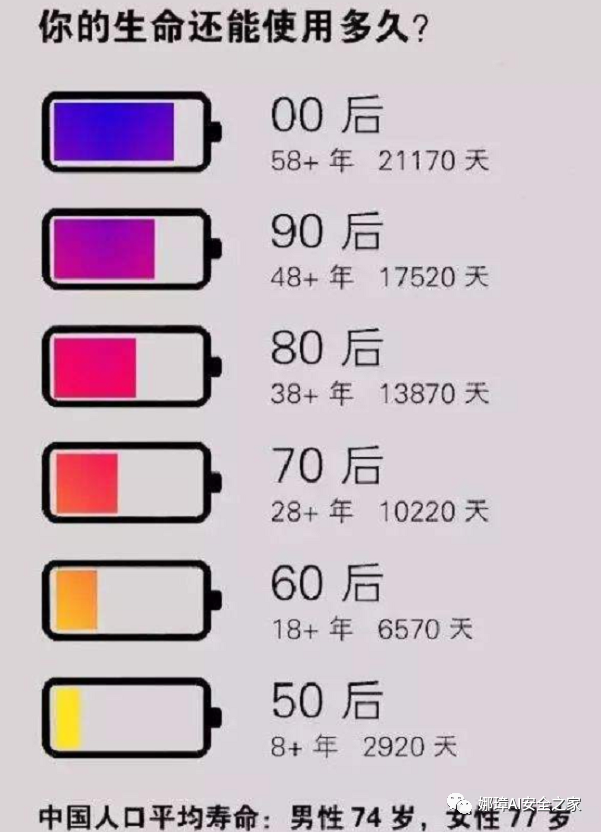 你的生命还能使用多久?
00 后
58+ 年 21170 天
90 后
48+ 年 17520 天
80 后
38+ 年 13870 天
70 后
28+ 年 10220 天
60 后
18+ 年 6570 天
50 后
8+ 年 2920 天
中国人口平均寿命：男性 74 岁，女性 77 岁
娜璋AI安全之家